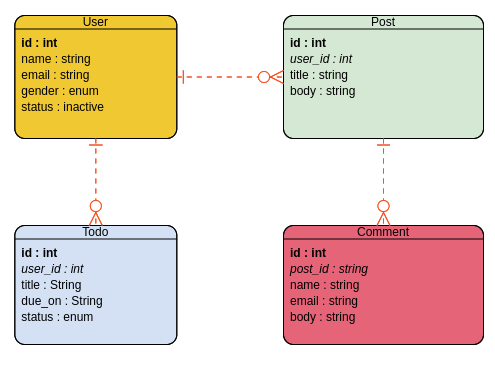 User
id : int
name : string
email : string
gender : enum
status : inactive
Post
id : int
user_id : int
title : string
body : string
Todo
id : int
user_id : int
title : String
due_on : String
status : enum
Comment
id : int
post_id : string
name : string
email : string
body : string